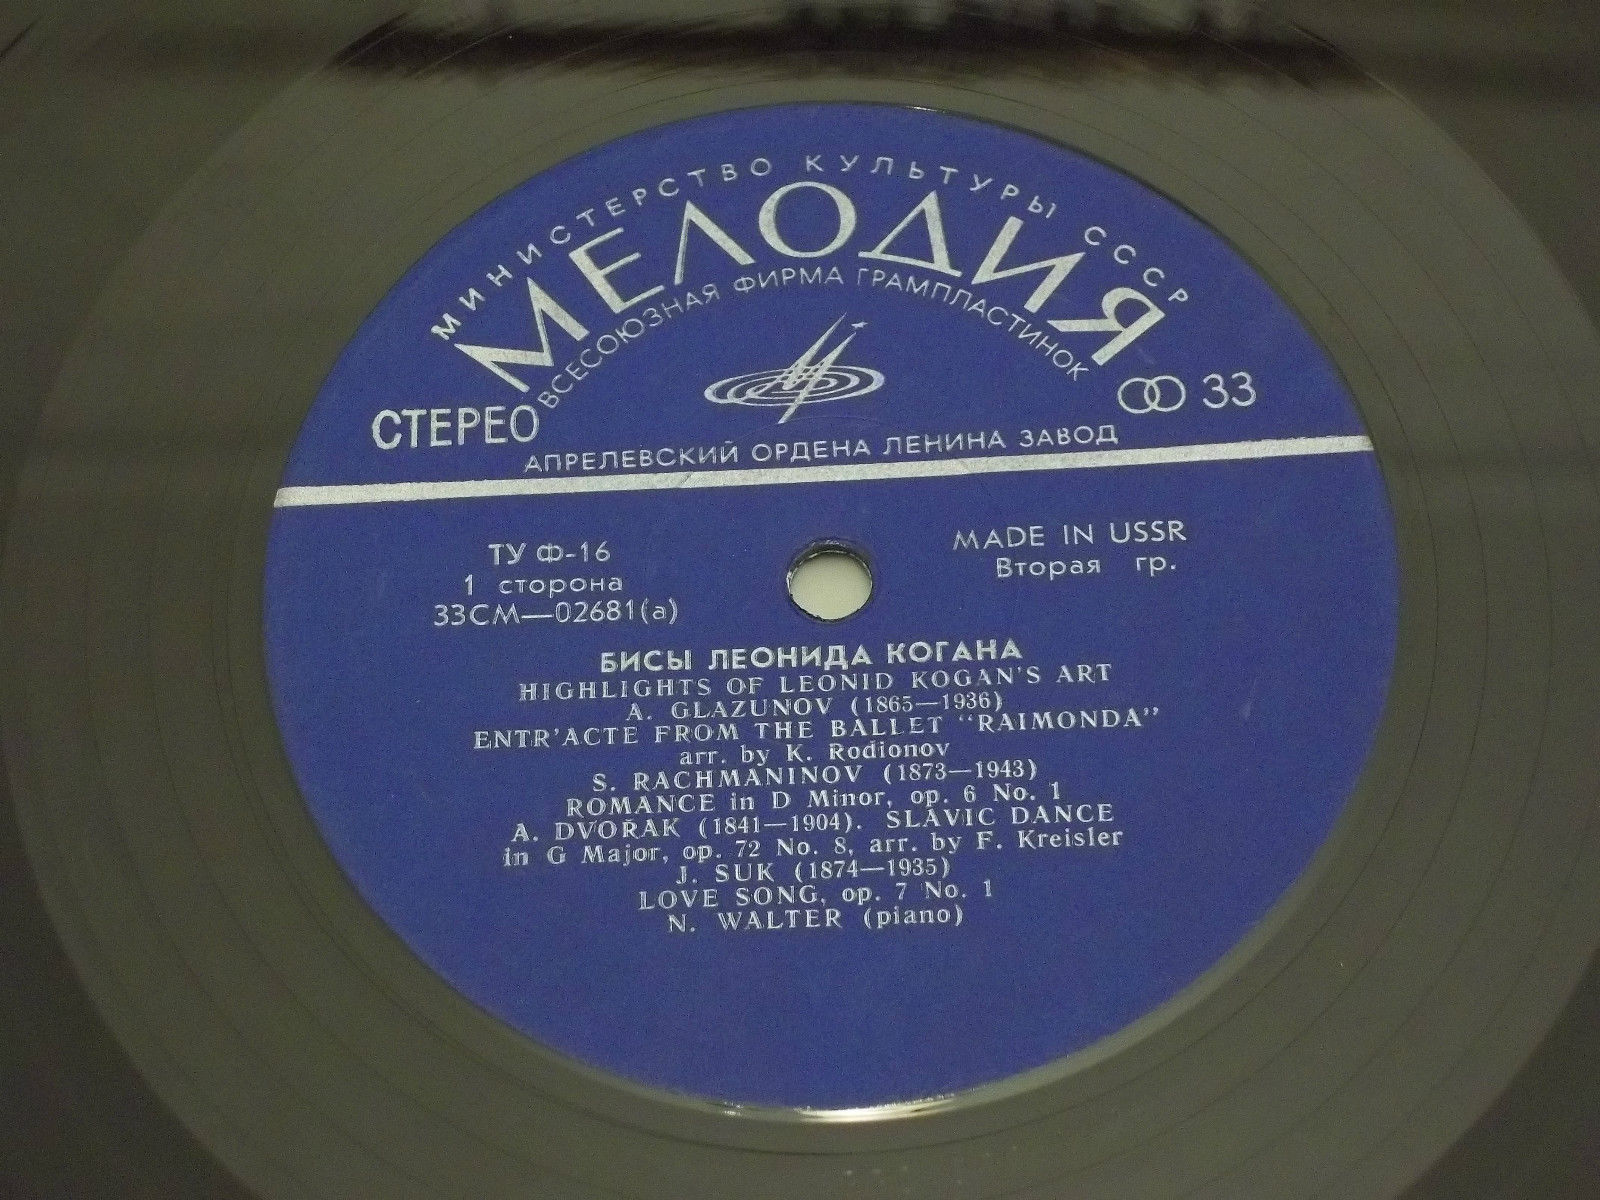 МИНИСТЕРСТВО КУЛЬТУРЫ СССР
МЕЛОДИЯ
ВСЕСОЮЗНАЯ ФИРМА ГРАМПЛАСТИНОК
СТЕРЕО
33
АПРЕЛЕВСКИЙ ОРДЕНА ЛЕНИНА ЗАВОД
ТУ Ф-16
1 сторона
33СМ—02681(а)
MADE IN USSR
Вторая гр.
БИСЫ ЛЕОНИДА КОГАНА
HIGHLIGHTS OF LEONID KOGAN'S ART
A. GLAZUNOV (1865—1936)
ENTR'ACTE FROM THE BALLET "RAIMONDA"
arr. by K. Rodionov
S. RACHMANINOV (1873—1943)
ROMANCE in D Minor, op. 6 No. 1
A. DVORAK (1841—1904). SLAVIC DANCE
in G Major, op. 72 No. 8, arr. by F. Kreisler
J. SUK (1874—1935)
LOVE SONG, op. 7 No. 1
N. WALTER (piano)